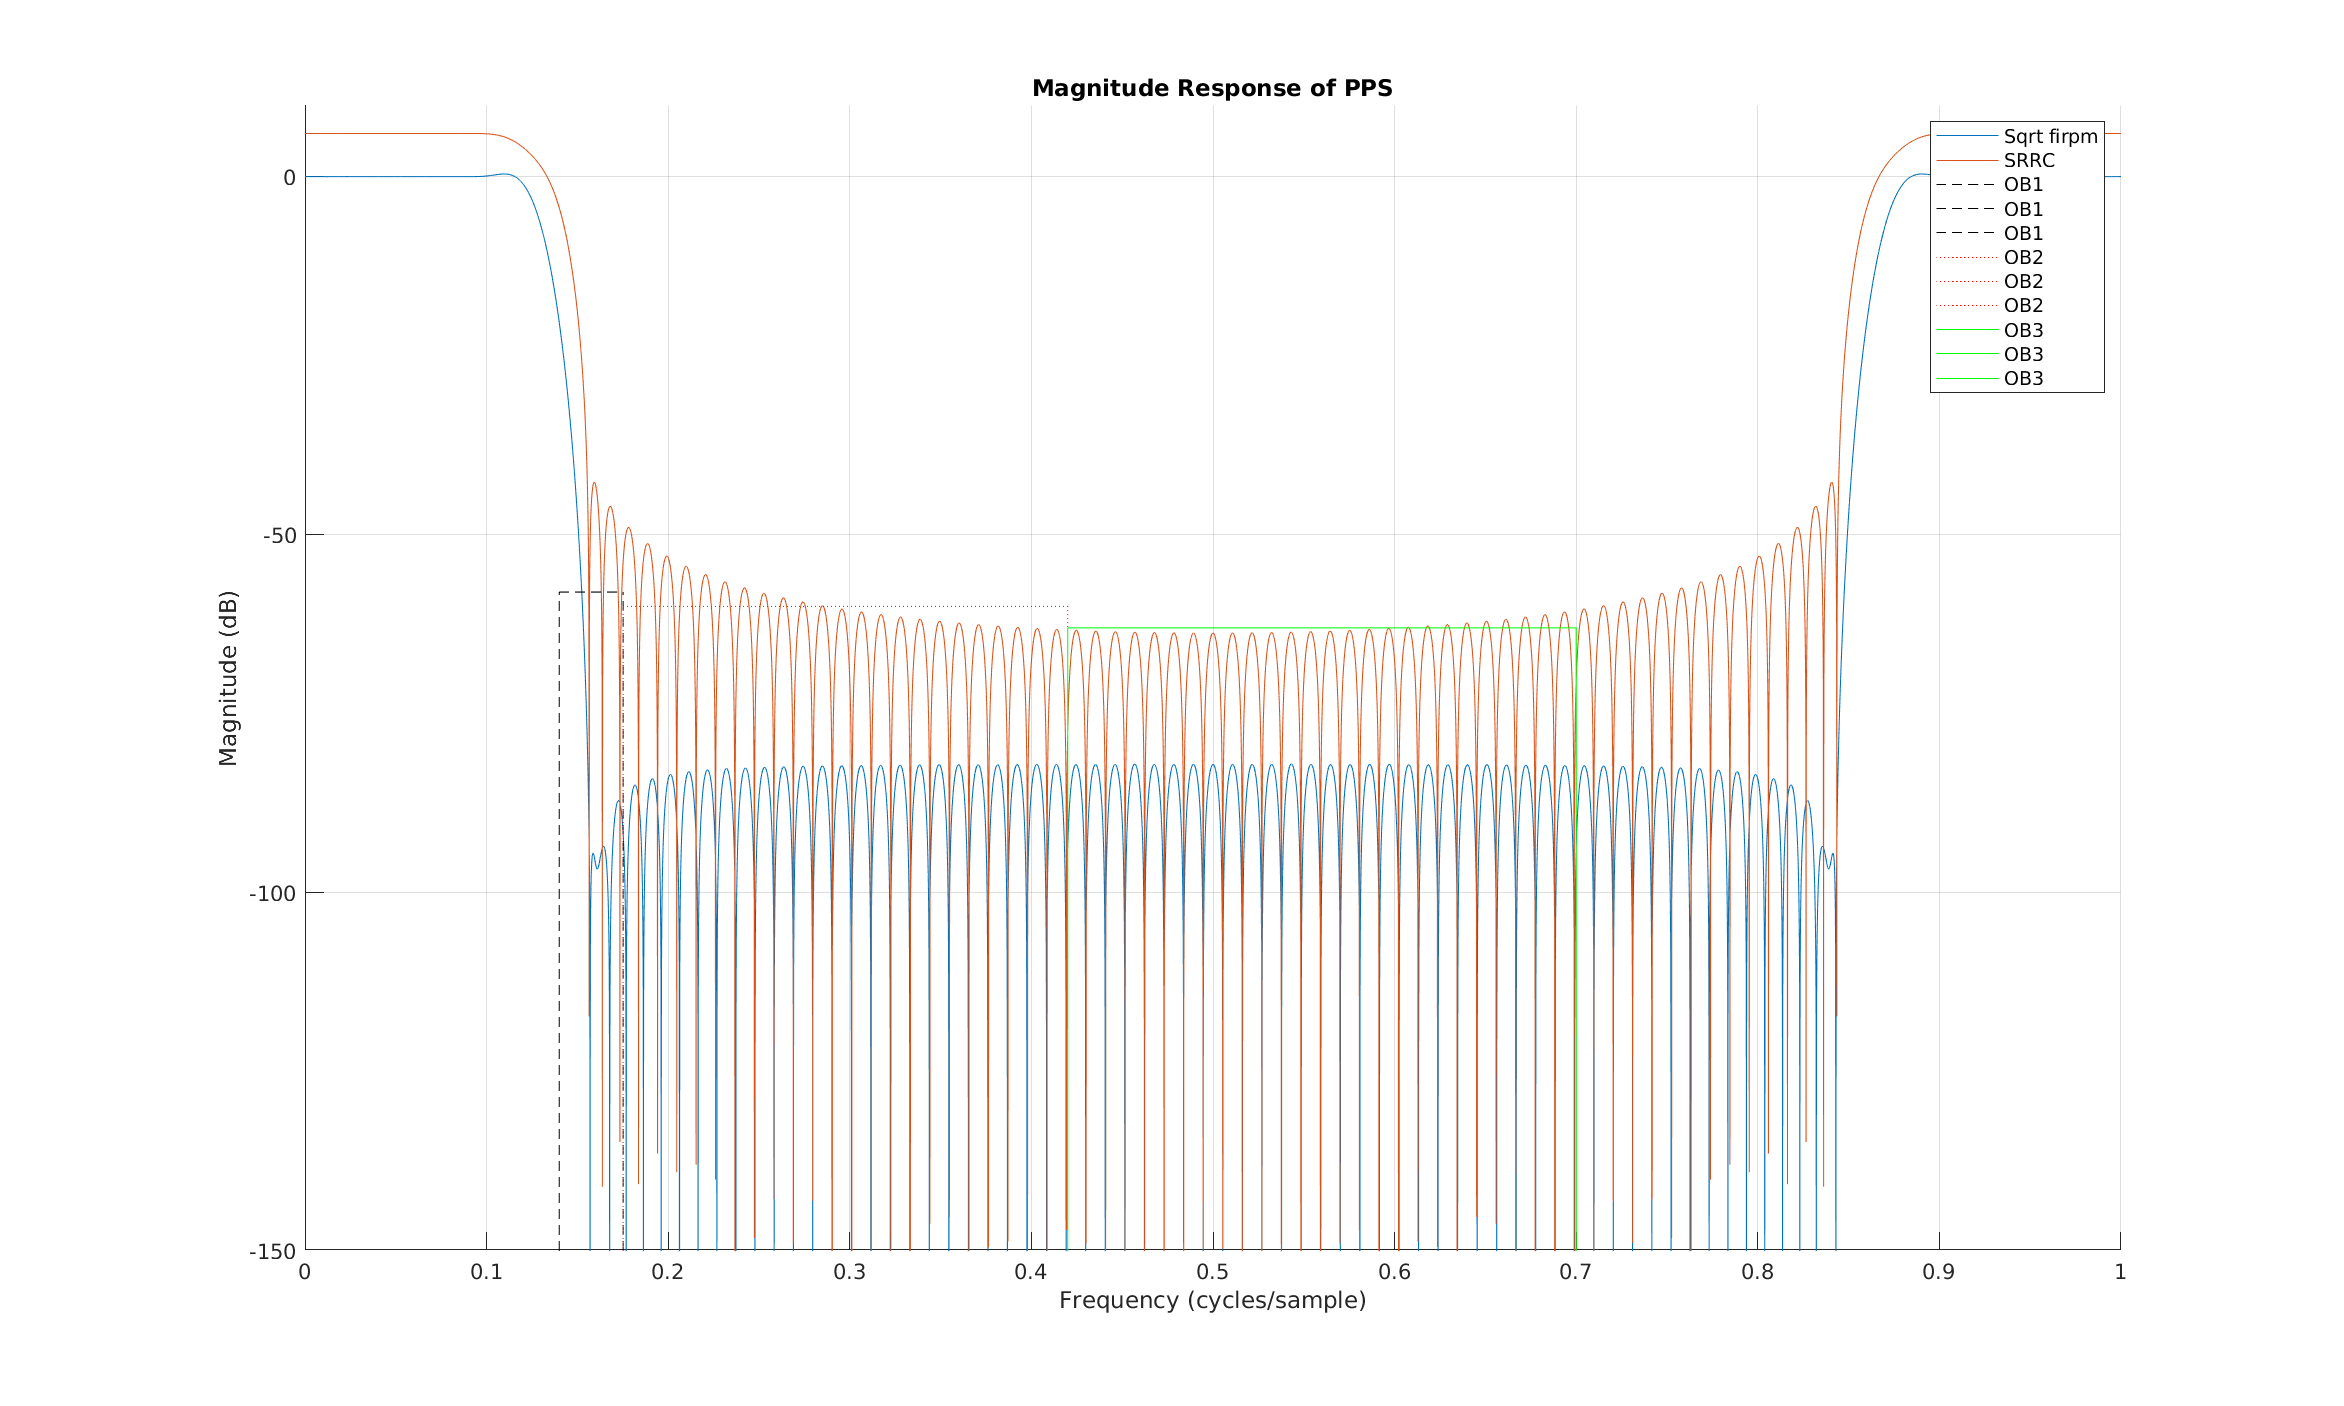 Magnitude Response of PPS
Sqrt firpm
SRRC
OB1
OB1
OB1
OB2
OB2
OB2
OB3
OB3
OB3
Magnitude (dB)
0
-50
-100
-150
0 0.1 0.2 0.3 0.4 0.5 0.6 0.7 0.8 0.9 1
Frequency (cycles/sample)